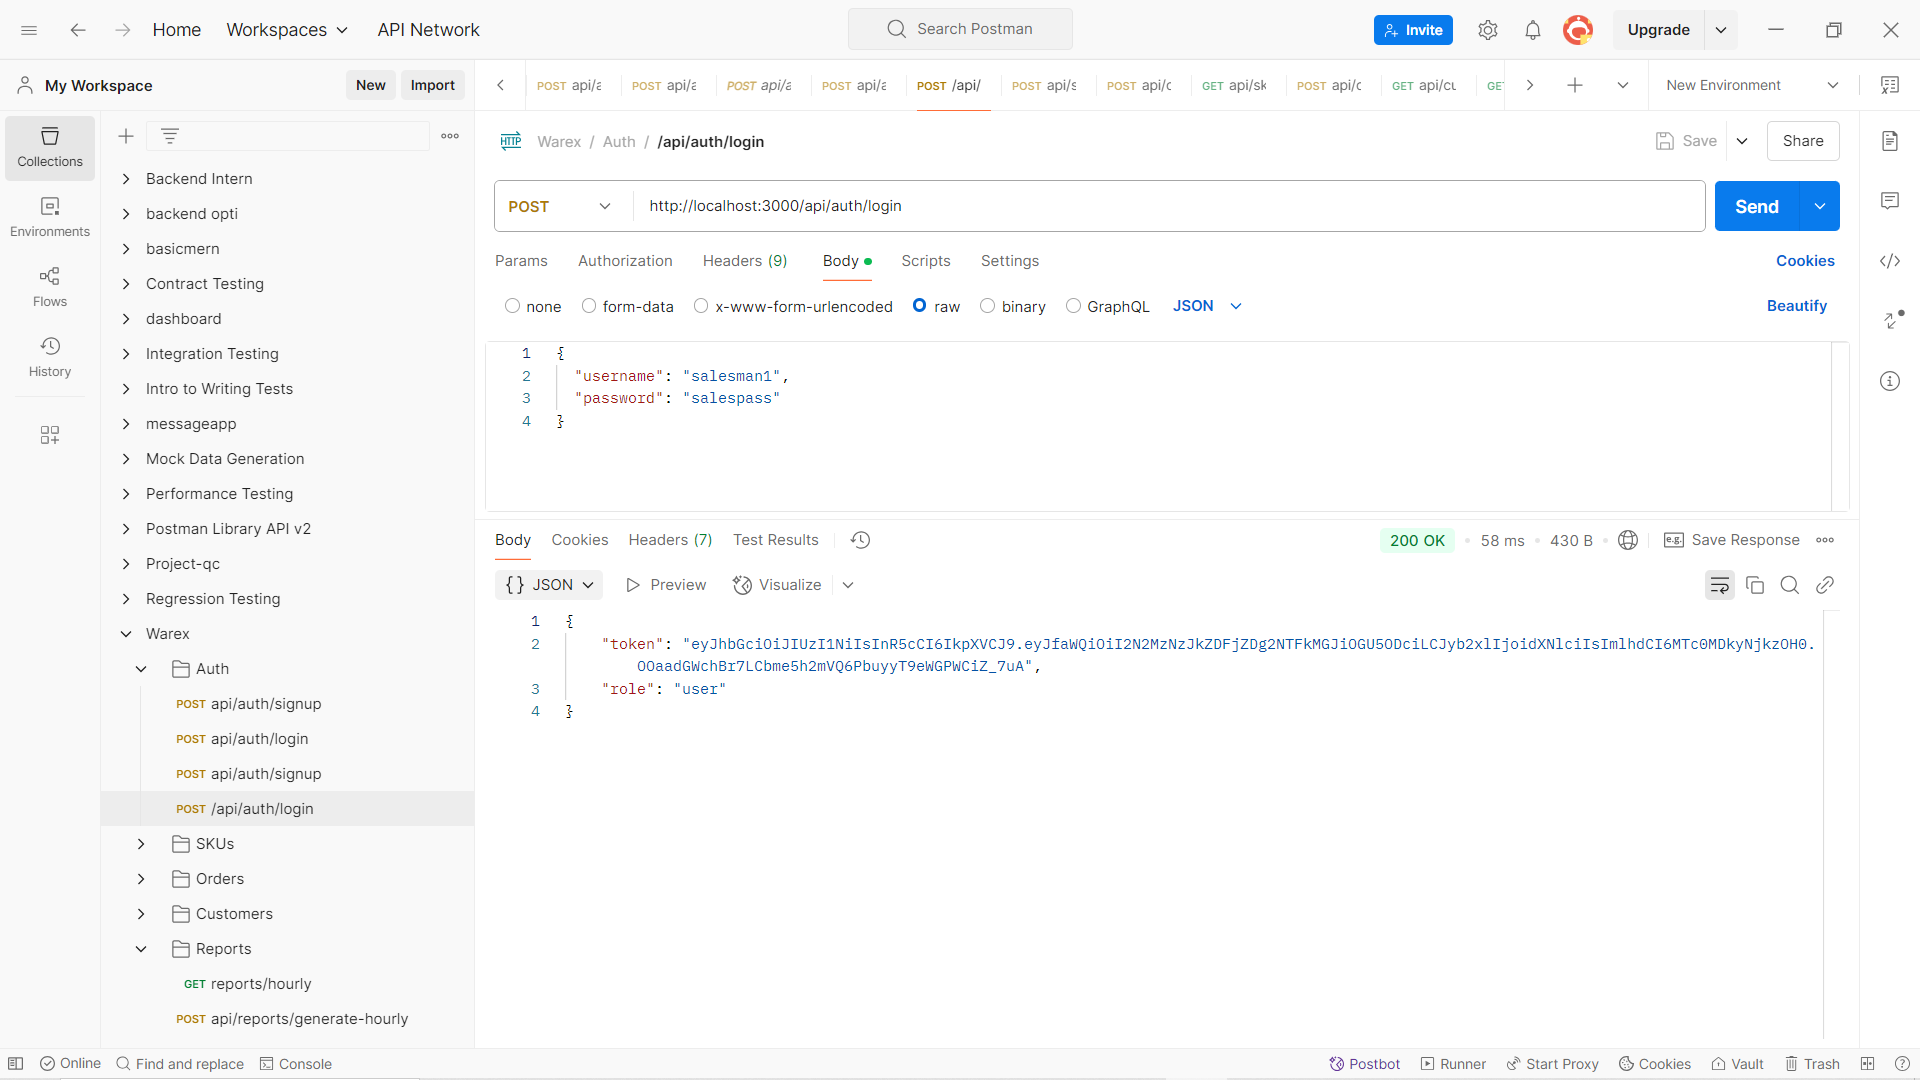 Home
Workspaces
API Network
Search Postman
Invite
Upgrade
My Workspace
New
Import
POST api/a
POST api/a
POST api/a
POST api/a
POST /api/
POST api/s
POST api/c
GET api/sk
POST api/c
GET api/cu
GET
New Environment
Collections
Environments
Flows
History
Backend Intern
backend opti
basicmern
Contract Testing
dashboard
Integration Testing
Intro to Writing Tests
messageapp
Mock Data Generation
Performance Testing
Postman Library API v2
Project-qc
Regression Testing
Warex
Auth
POST api/auth/signup
POST api/auth/login
POST api/auth/signup
POST /api/auth/login
SKUs
Orders
Customers
Reports
GET reports/hourly
POST api/reports/generate-hourly
HTTP Warex / Auth / /api/auth/login
Save
Share
POST
http://localhost:3000/api/auth/login
Send
Params
Authorization
Headers (9)
Body
Scripts
Settings
Cookies
none
form-data
x-www-form-urlencoded
raw
binary
GraphQL
JSON
Beautify
1 {
2 "username": "salesman1",
3 "password": "salespass"
4 }
Body
Cookies
Headers (7)
Test Results
200 OK
58 ms
430 B
e.g. Save Response
{} JSON
Preview
Visualize
1 {
2 "token": "eyJhbGciOiJIUzI1NiIsInR5cCI6IkpXVCJ9.eyJfaWQiOiI2N2MzNzJkZDFjZDg2NTFkMGJiOGU5ODciLCJyb2xlIjoidXNlciIsImlhdCI6MTc0MDkyNjkzOH0.
OOaadGWchBr7LCbme5h2mVQ6PbuyyT9eWGPWCiZ_7uA",
3 "role": "user"
4 }
Online
Find and replace
Console
Postbot
Runner
Start Proxy
Cookies
Vault
Trash